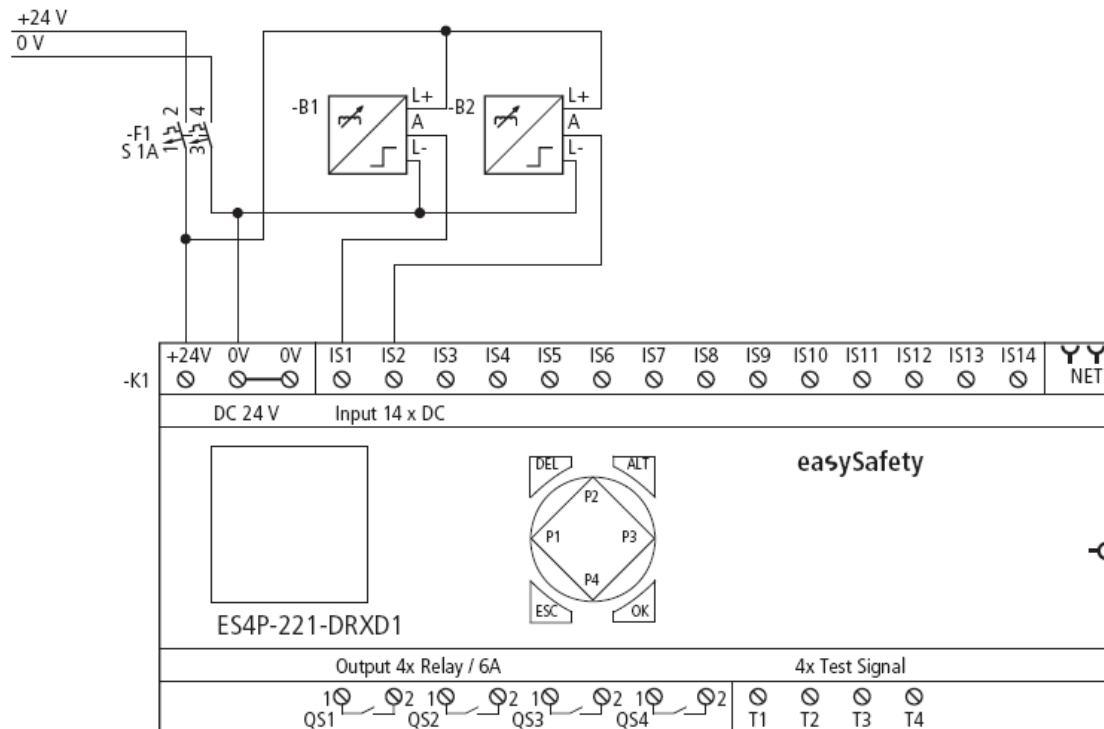 +24 V
0 V
2 4
-F1
S 1A
1 3
-B1 L+
A
L-
-B2 L+
A
L-
+24V 0V 0V IS1 IS2 IS3 IS4 IS5 IS6 IS7 IS8 IS9 IS10 IS11 IS12 IS13 IS14
NET
-K1
DC 24 V Input 14 x DC
easySafety
DEL ALT
P2
P1 P3
P4
ESC OK
ES4P-221-DRXD1
Output 4x Relay / 6A 4x Test Signal
1 2 1 2 1 2 1 2
QS1 QS2 QS3 QS4 T1 T2 T3 T4